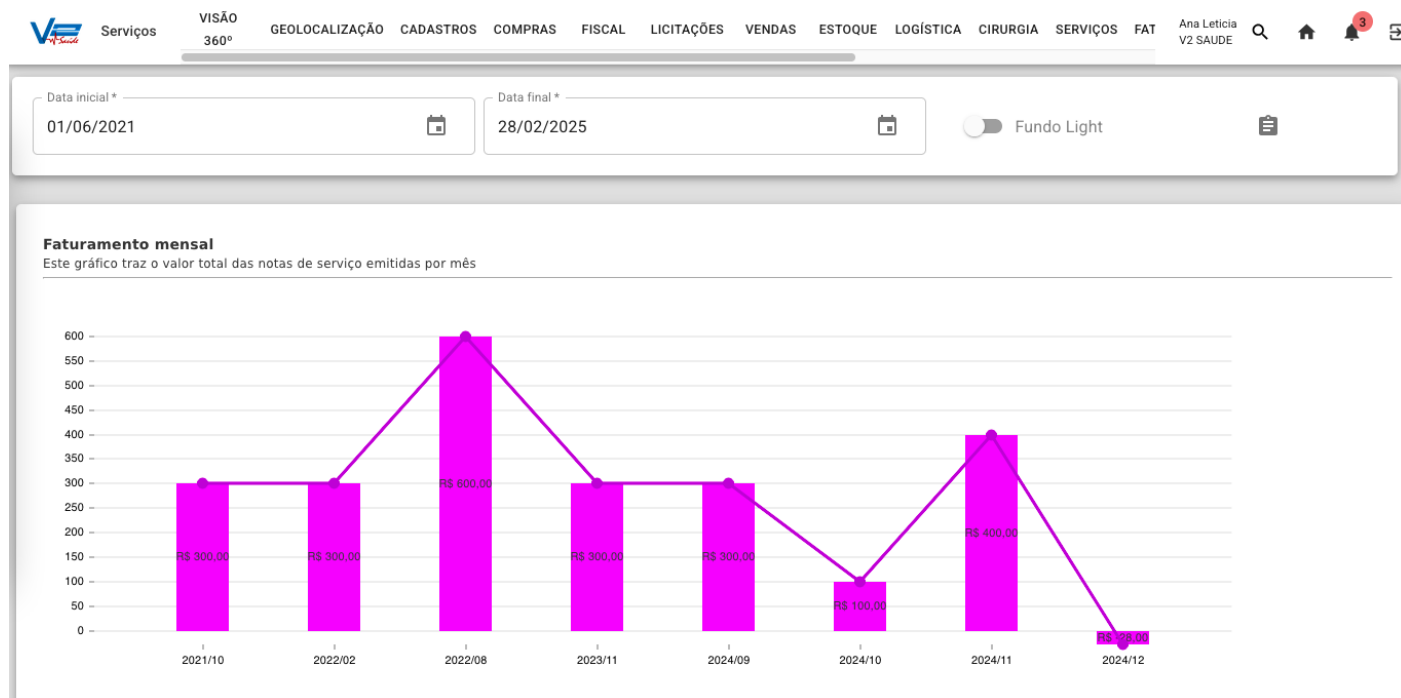 V2 Saúde
Serviços
VISÃO
360º
GEOLOCALIZAÇÃO CADASTROS COMPRAS FISCAL LICITAÇÕES VENDAS ESTOQUE LOGÍSTICA CIRURGIA SERVIÇOS FAT
Ana Leticia
V2 SAUDE
3
Data inicial *
01/06/2021
Data final *
28/02/2025
Fundo Light
Faturamento mensal
Este gráfico traz o valor total das notas de serviço emitidas por mês
600
550
500
450
400
350
300
250
200
150
100
50
0
R$ 300,00
R$ 300,00
R$ 600,00
R$ 300,00
R$ 300,00
R$ 100,00
R$ 400,00
R$ -28,00
2021/10 2022/02 2022/08 2023/11 2024/09 2024/10 2024/11 2024/12